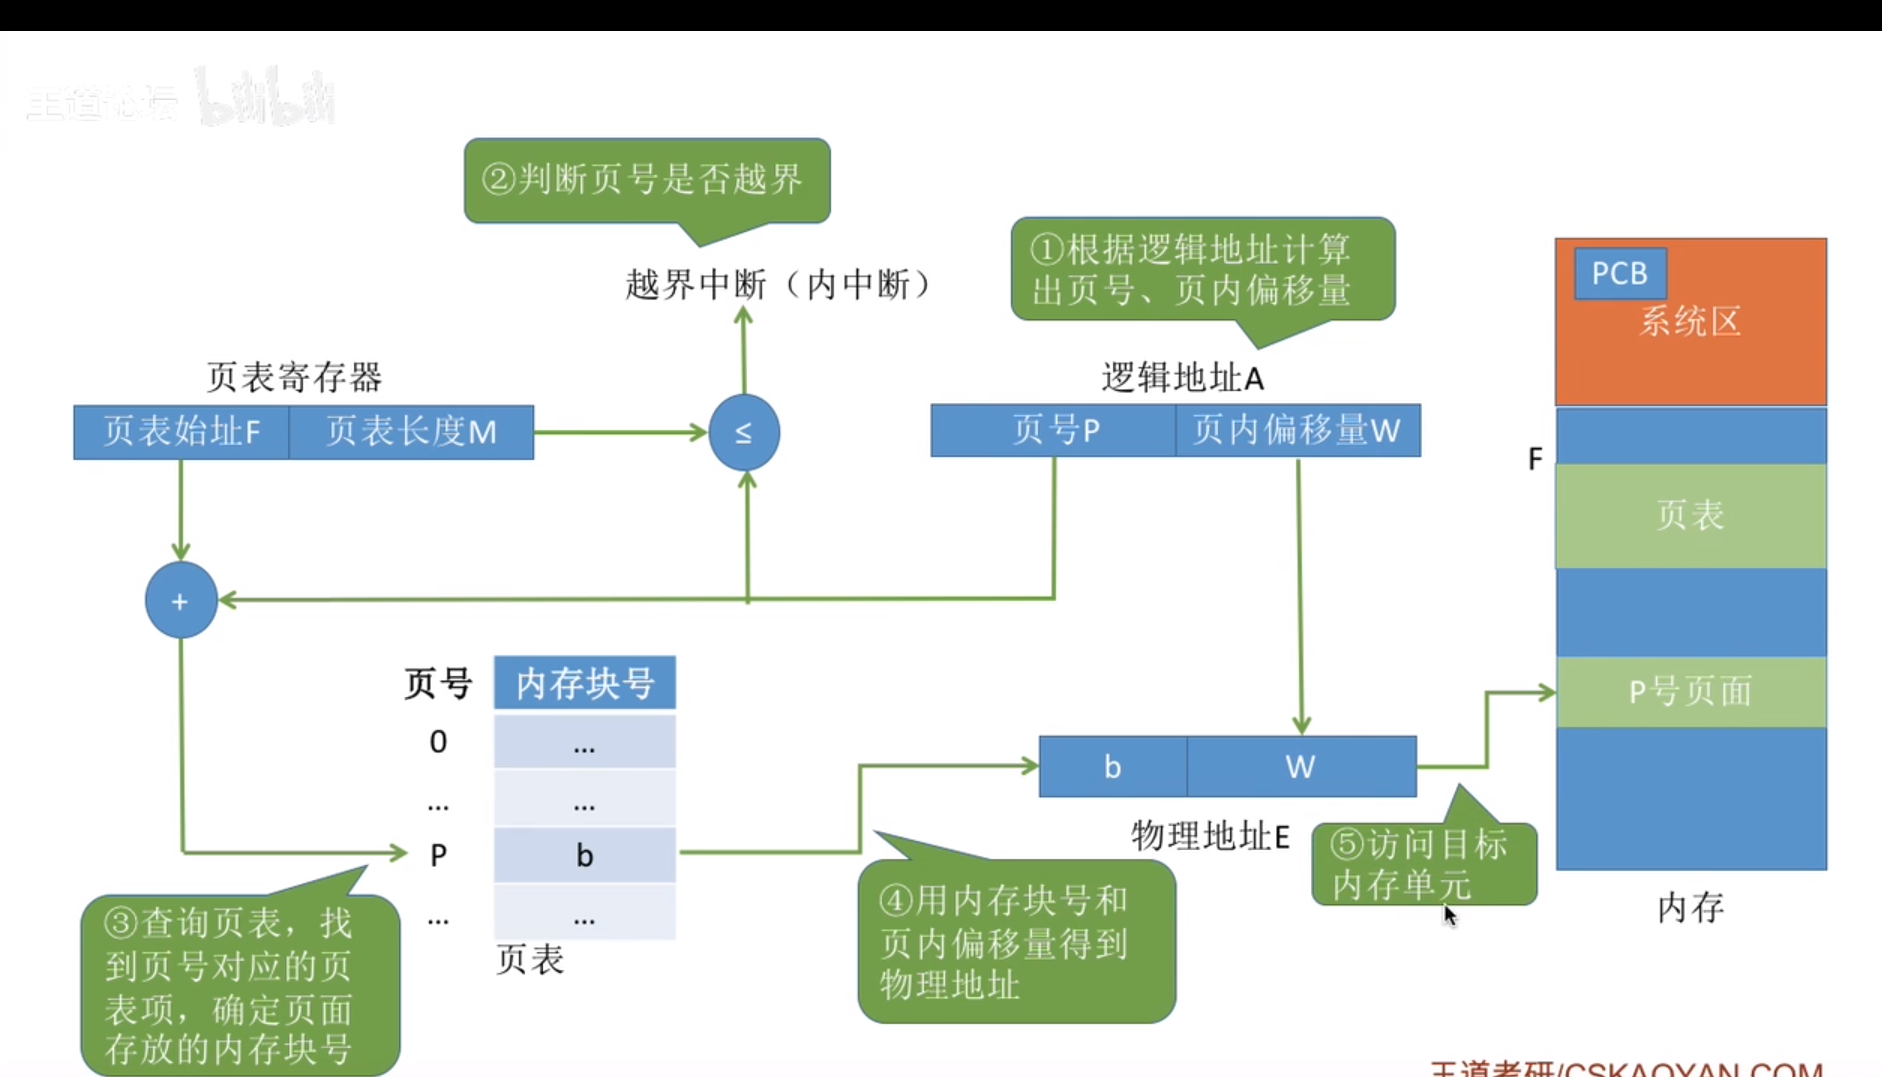 王道论坛 bilibili
②判断页号是否越界
①根据逻辑地址计算
出页号、页内偏移量
越界中断（内中断）
PCB
系统区
页表寄存器
逻辑地址A
页表始址F 页表长度M
≤
页号P 页内偏移量W
F
页表
+
页号 内存块号
P号页面
0 ...
... ...
b W
P b
物理地址E
⑤访问目标
内存单元
... ...
页表
④用内存块号和
页内偏移量得到
物理地址
内存
③查询页表，找
到页号对应的页
表项，确定页面
存放的内存块号
王道考研/CSKAOYAN.COM